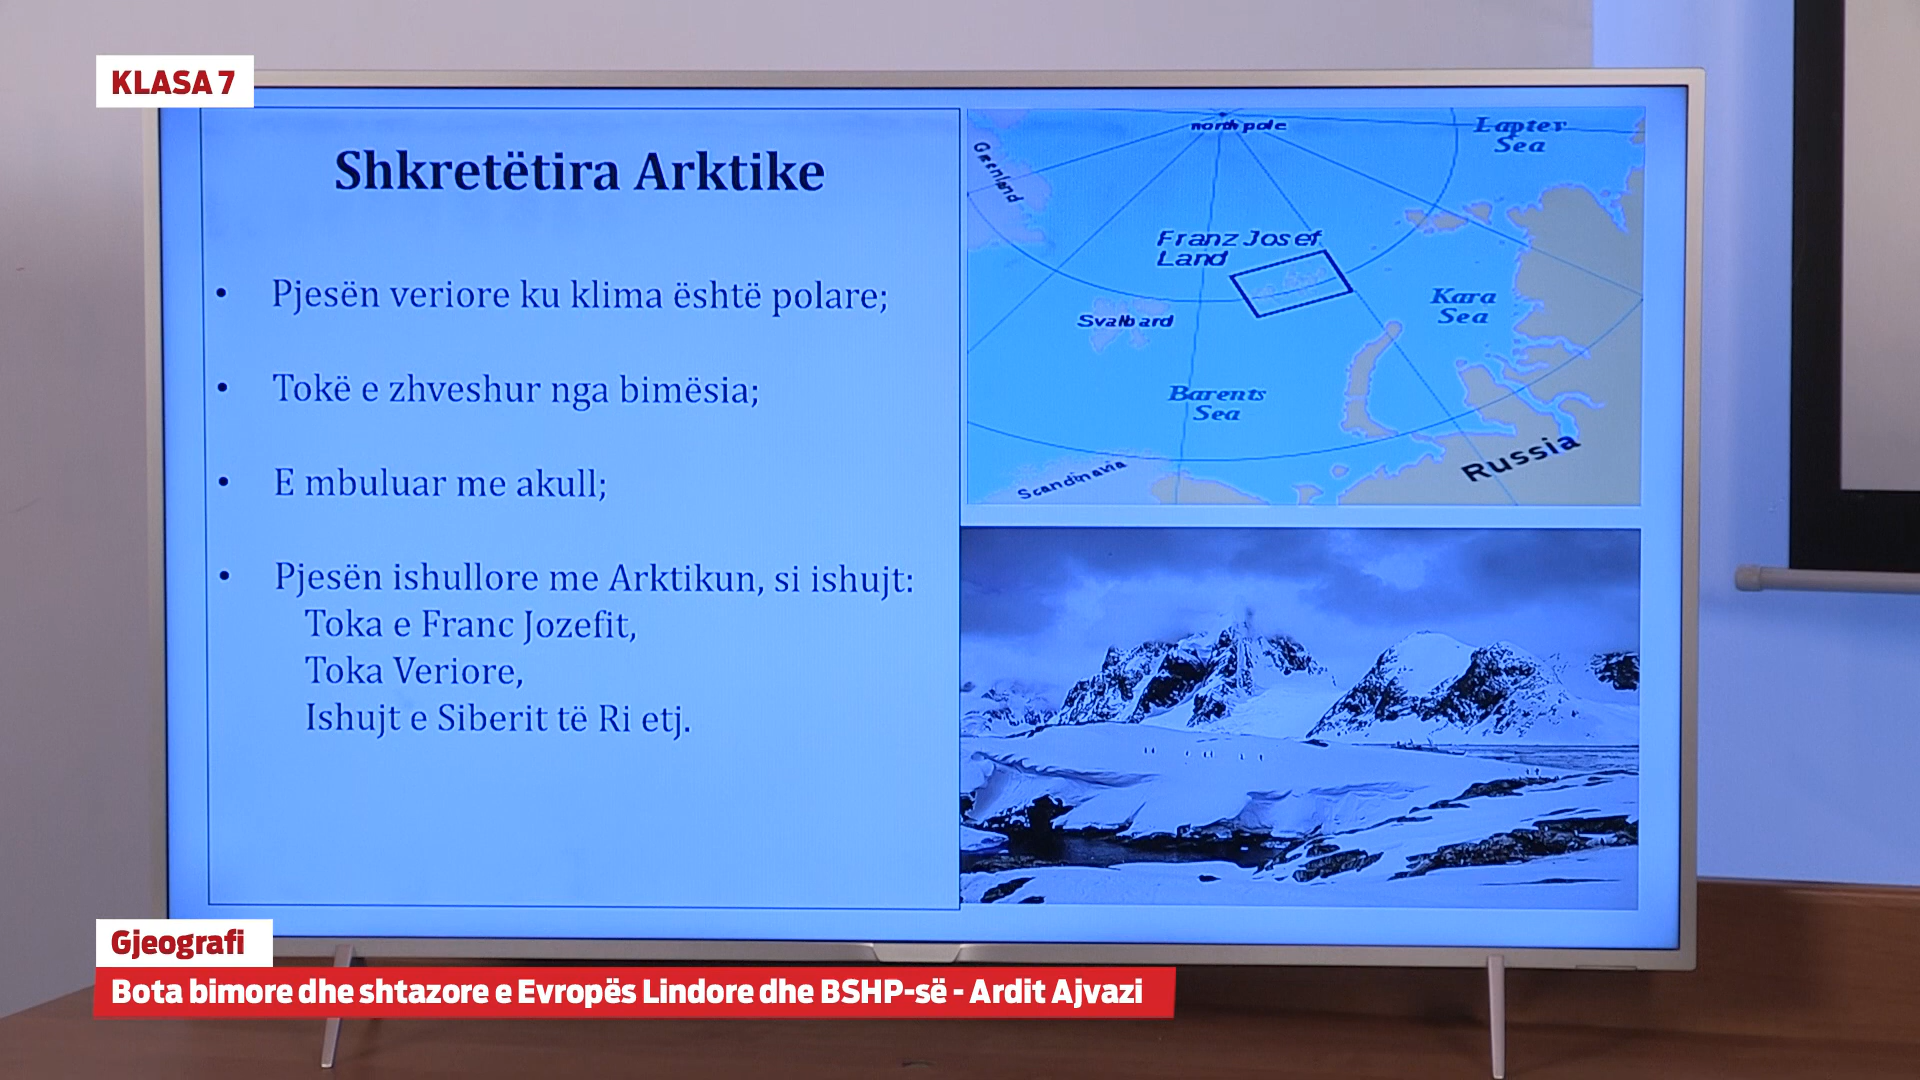 KLASA 7
Shkretëtira Arktike
• Pjesën veriore ku klima është polare;
• Tokë e zhveshur nga bimësia;
• E mbuluar me akull;
• Pjesën ishullore me Arktikun, si ishujt:
Toka e Franc Jozefit,
Toka Veriore,
Ishujt e Siberit të Ri etj.
north pole
Laptev
Sea
Grenland
Franz Josef
Land
Kara
Sea
Svalbard
Barents
Sea
Russia
Scandinavia
Gjeografi
Bota bimore dhe shtazore e Evropës Lindore dhe BSHP-së - Ardit Ajvazi